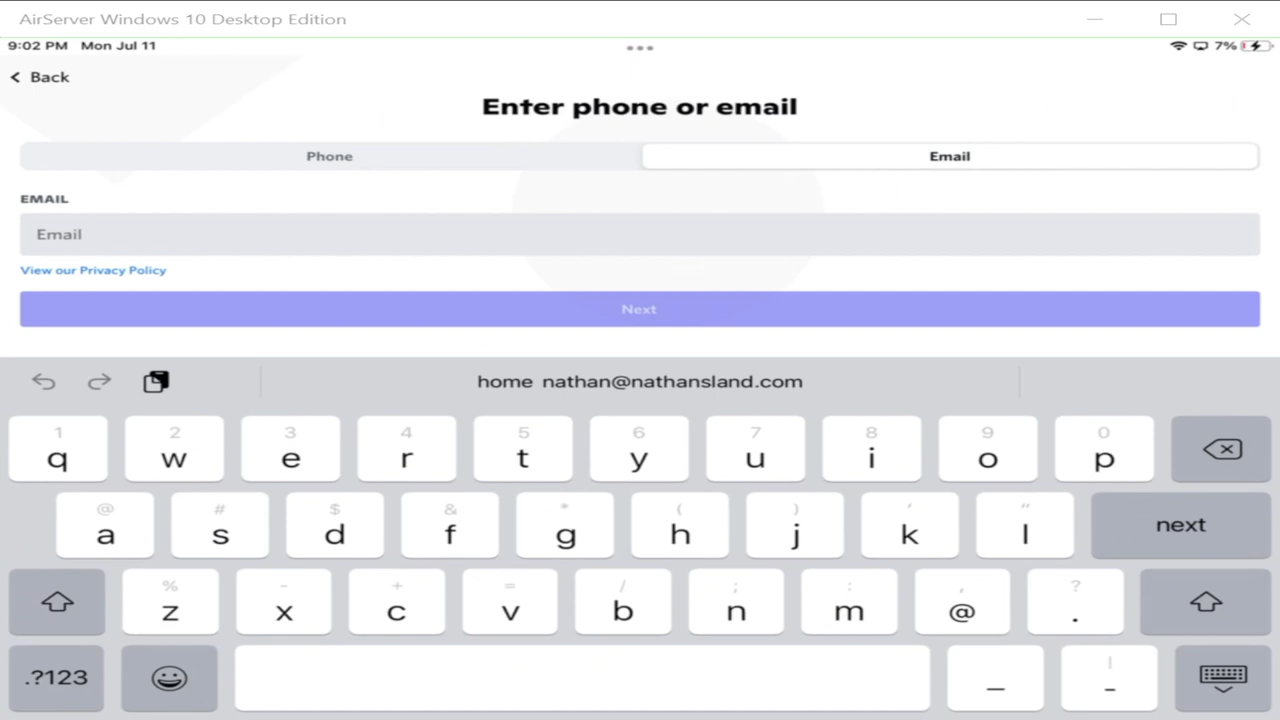 AirServer Windows 10 Desktop Edition
9:02 PM Mon Jul 11
7%
Back
Enter phone or email
Phone Email
EMAIL
Email
View our Privacy Policy
Next
home nathan@nathansland.com
1 2 3 4 5 6 7 8 9 0
q w e r t y u i o p
@ # $ & * ( ) ' "
a s d f g h j k l next
% - + = / ; : , ?
z x c v b n m @ .
!
.?123 _ -